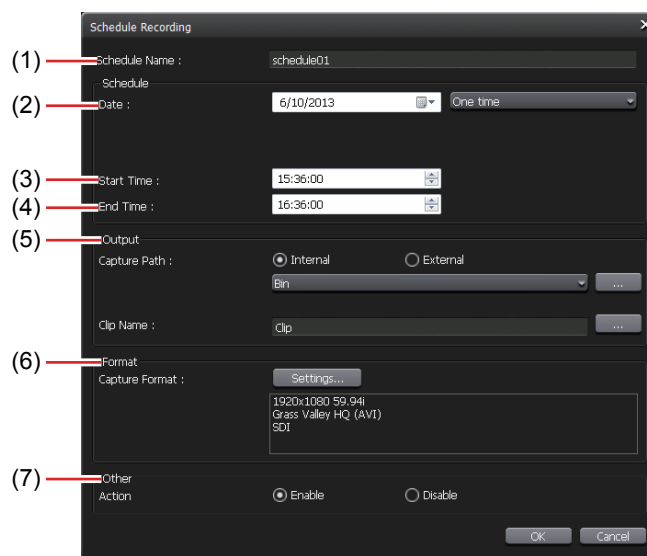 Schedule Recording
(1) Schedule Name : schedule01
Schedule
(2) Date : 6/10/2013 One time
(3) Start Time : 15:36:00
(4) End Time : 16:36:00
(5) Output
Capture Path : Internal External
Bin ...
Clip Name : Clip ...
(6) Format
Capture Format : Settings...
1920x1080 59.94i
Grass Valley HQ (AVI)
SDI
(7) Other
Action Enable Disable
OK Cancel